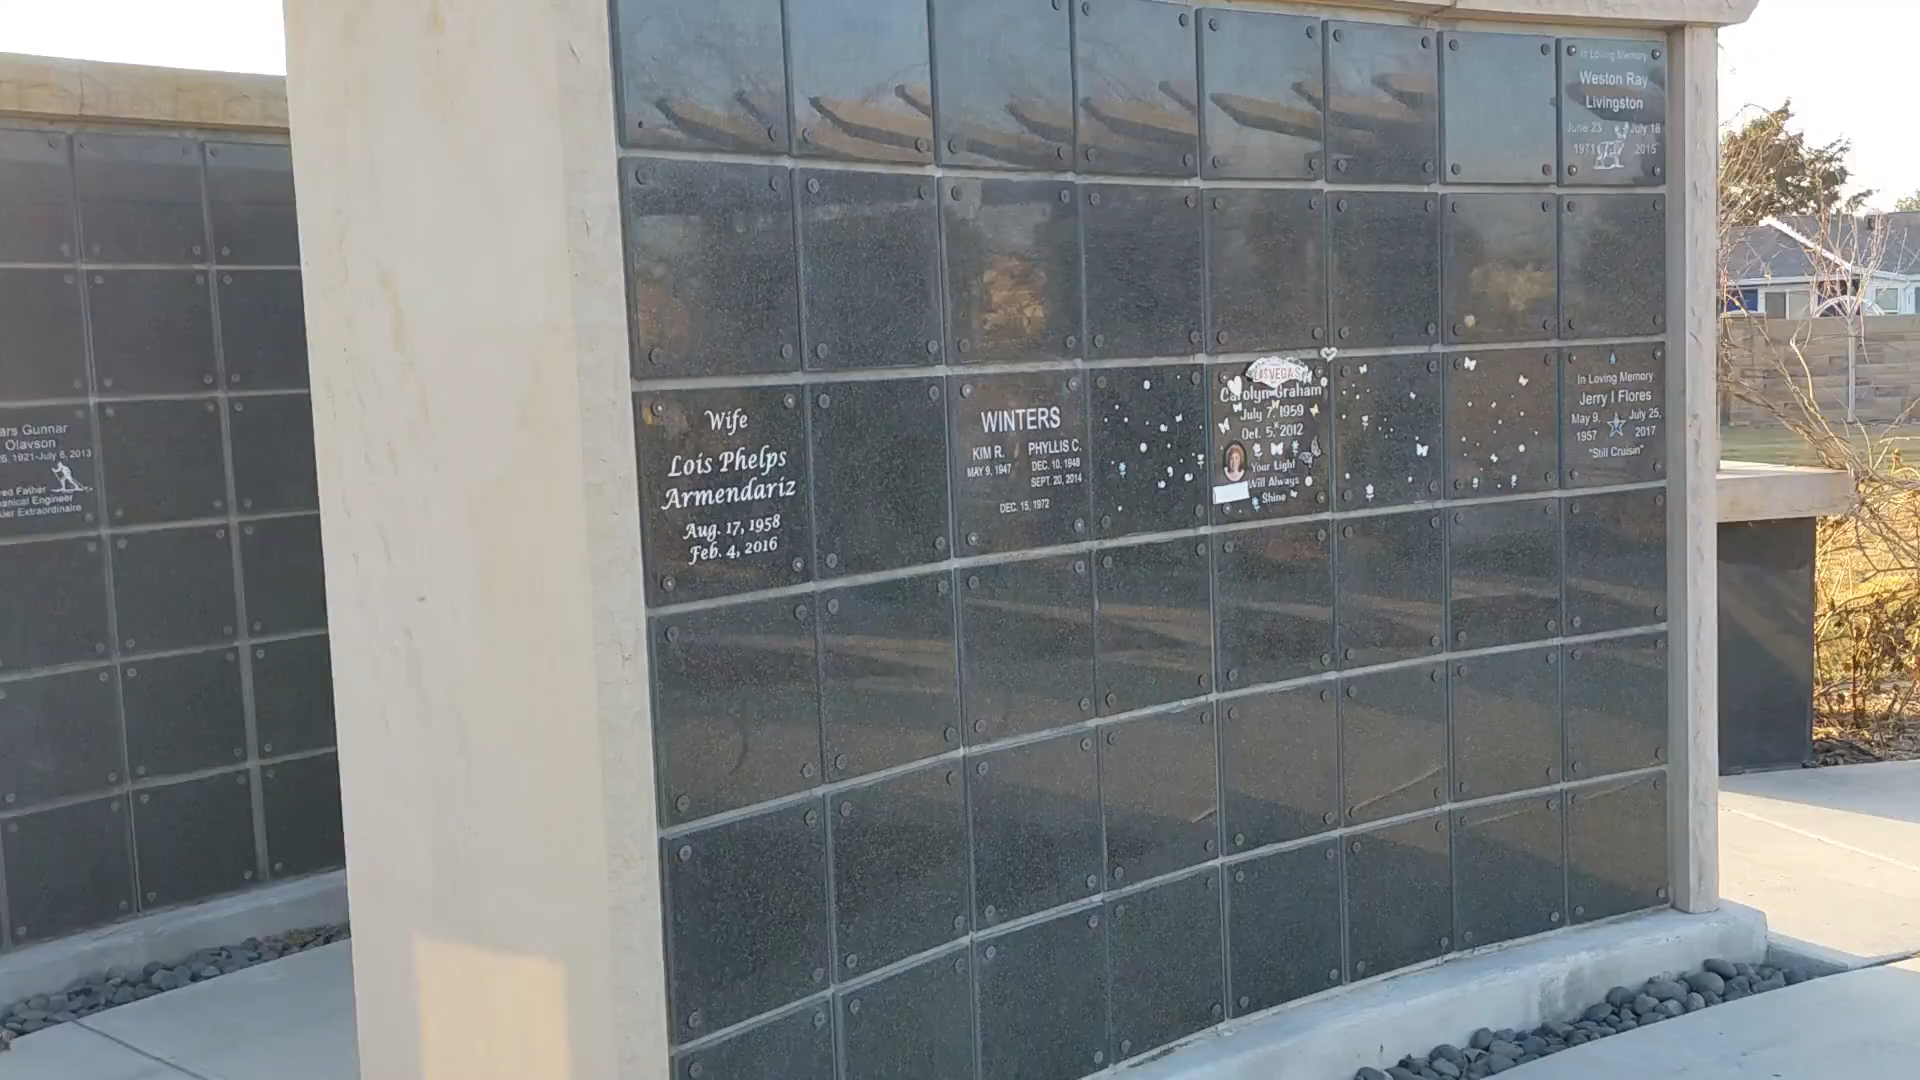 ars Gunnar
Olavson
26, 1921-July 6, 2013
ed Father
anical Engineer
ier Extraordinaire
Wife
Lois Phelps
Armendariz
Aug. 17, 1958
Feb. 4, 2016
WINTERS
KIM R. PHYLLIS C.
MAY 9, 1947 DEC. 10, 1948
SEPT. 20, 2014
DEC. 15, 1972
LAS VEGAS
Carolyn Graham
July 7, 1959
Oct. 5, 2012
Your Light
Will Always
Shine
In Loving Memory
Weston Ray
Livingston
June 23 July 18
1971 2015
In Loving Memory
Jerry I Flores
May 9, July 25,
1957 2017
"Still Cruisin"